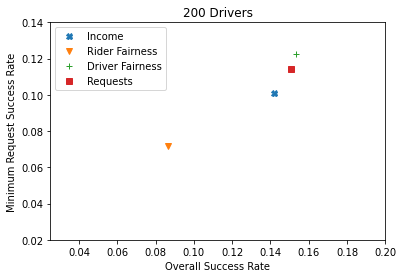 200 Drivers
Income
Rider Fairness
Driver Fairness
Requests
Minimum Request Success Rate
0.14
0.12
0.10
0.08
0.06
0.04
0.02
0.04 0.06 0.08 0.10 0.12 0.14 0.16 0.18 0.20
Overall Success Rate